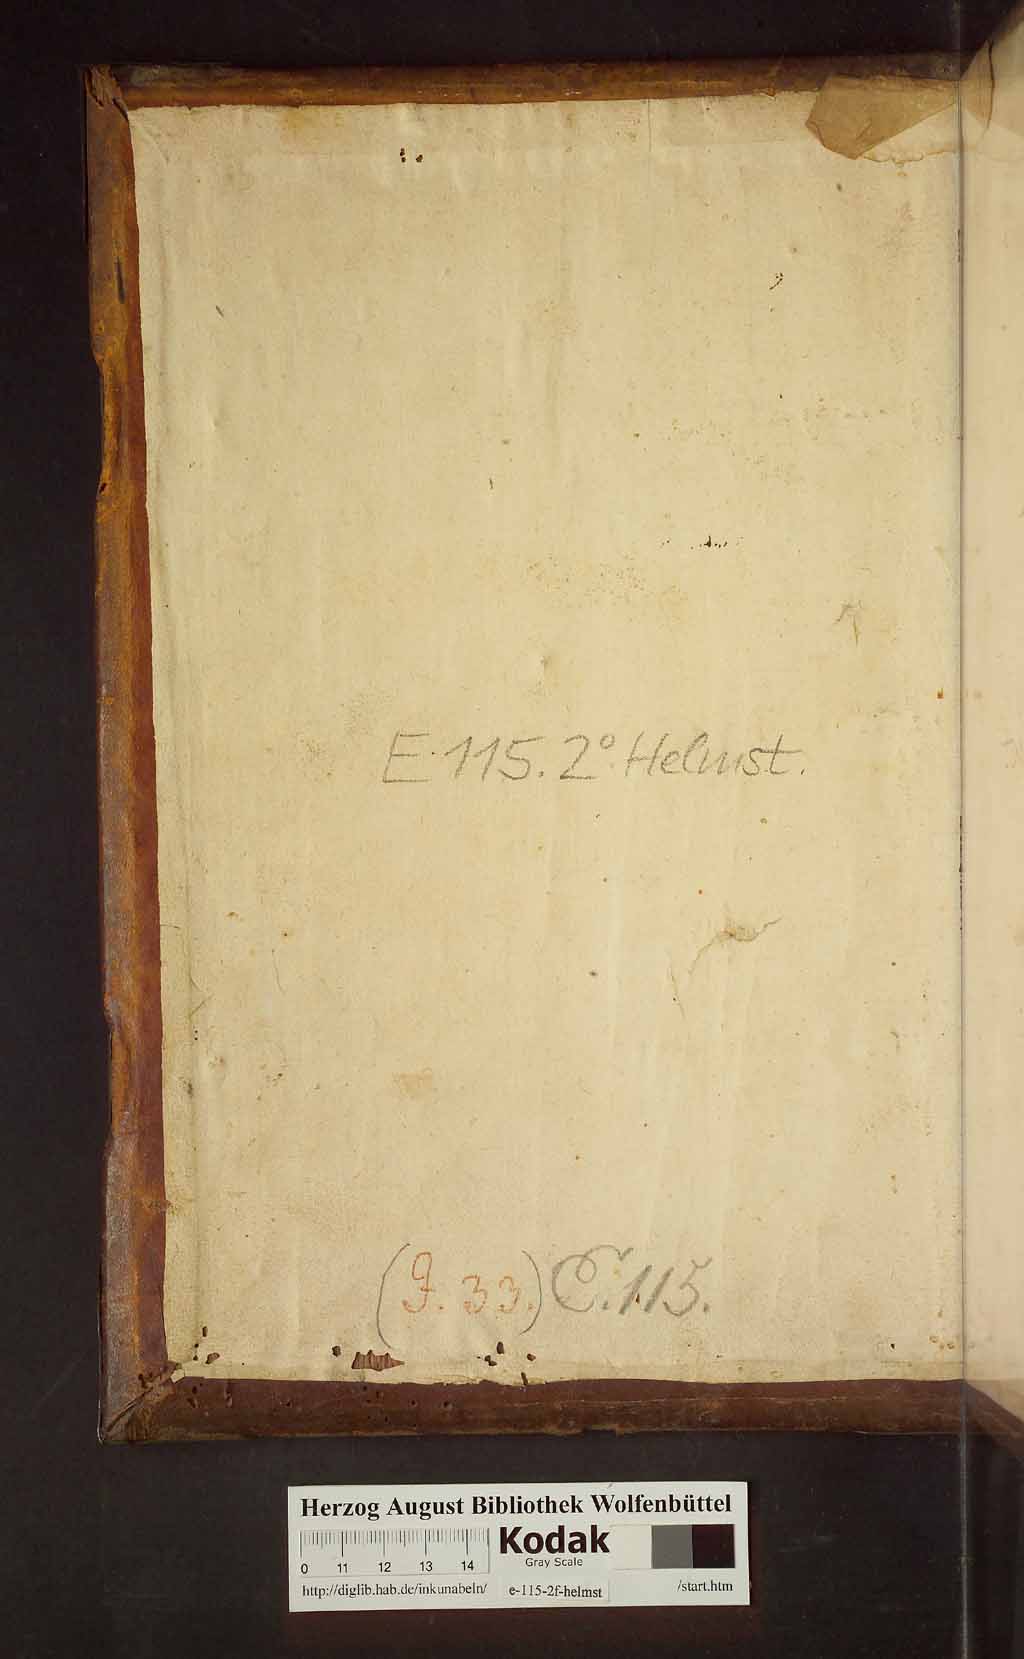 E 115. 2° Helmst.
(J. 33.) E. 115.
Herzog August Bibliothek Wolfenbüttel
0 11 12 13 14
Kodak
Gray Scale
http://diglib.hab.de/inkunabeln/ e-115-2f-helmst /start.htm